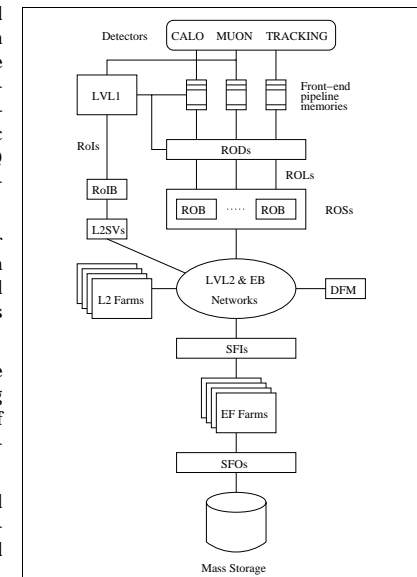 Detectors CALO MUON TRACKING
LVL1
Front−end
pipeline
memories
RoIs
RODs
ROLs
RoIB
ROB ..... ROB
ROSs
L2SVs
LVL2 & EB
Networks
L2 Farms
DFM
SFIs
EF Farms
SFOs
Mass Storage